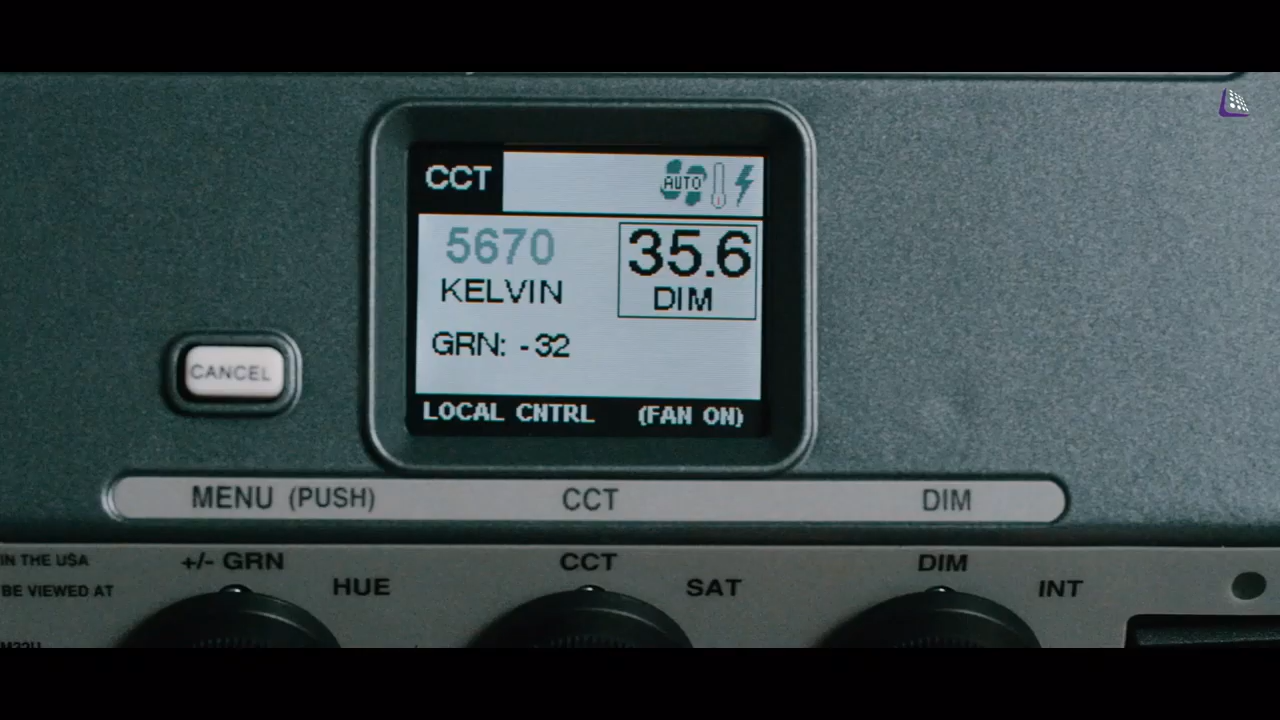 CCT
AUTO
5670
35.6
KELVIN
DIM
GRN: -32
LOCAL CNTRL (FAN ON)
CANCEL
MENU (PUSH) CCT DIM
IN THE USA
+/- GRN CCT DIM
BE VIEWED AT
HUE SAT INT